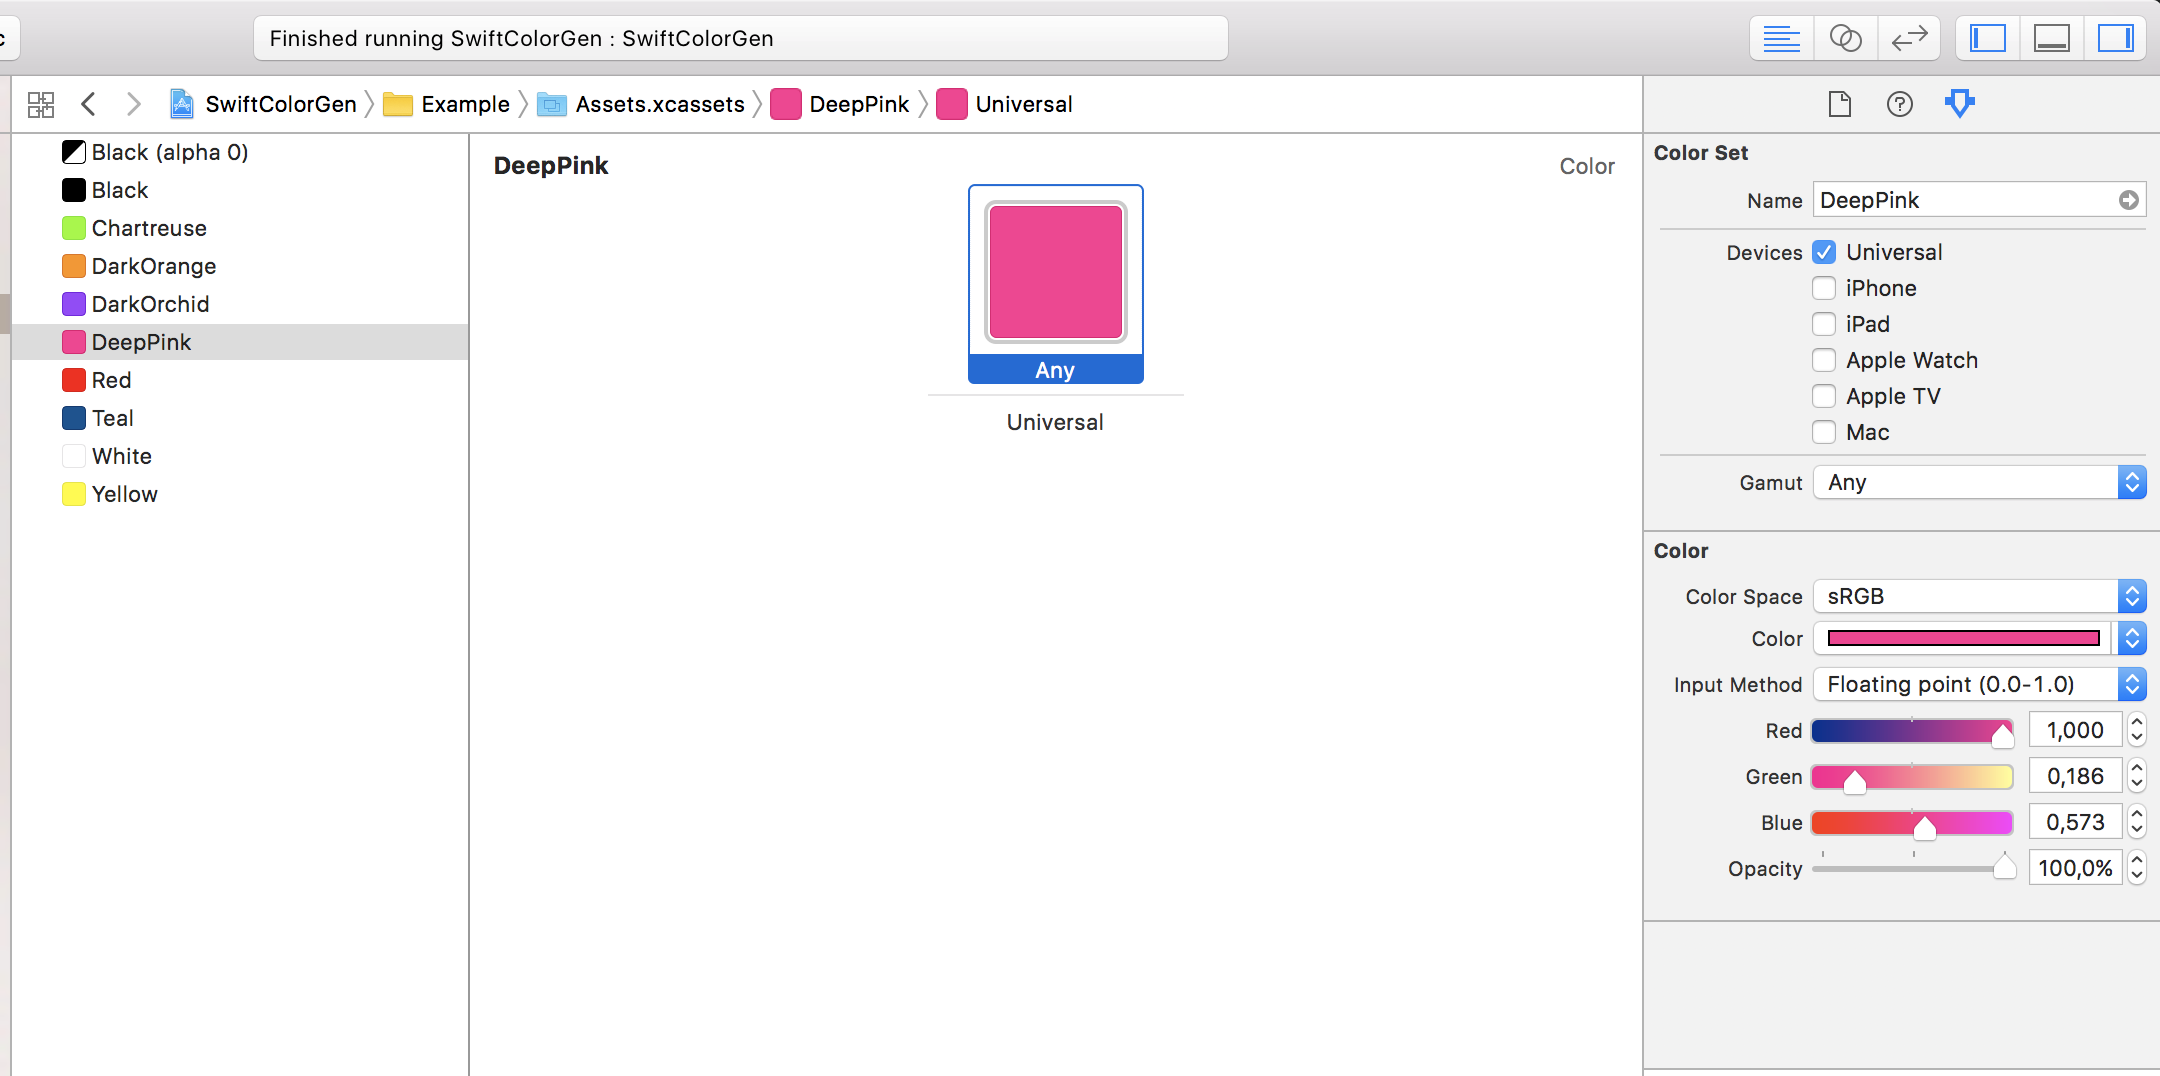 c
Finished running SwiftColorGen : SwiftColorGen
SwiftColorGen
Example
Assets.xcassets
DeepPink
Universal
Black (alpha 0)
Black
Chartreuse
DarkOrange
DarkOrchid
DeepPink
Red
Teal
White
Yellow
DeepPink
Color
Any
Universal
Color Set
Name DeepPink
Devices Universal
iPhone
iPad
Apple Watch
Apple TV
Mac
Gamut Any
Color
Color Space sRGB
Color
Input Method Floating point (0.0-1.0)
Red 1,000
Green 0,186
Blue 0,573
Opacity 100,0%